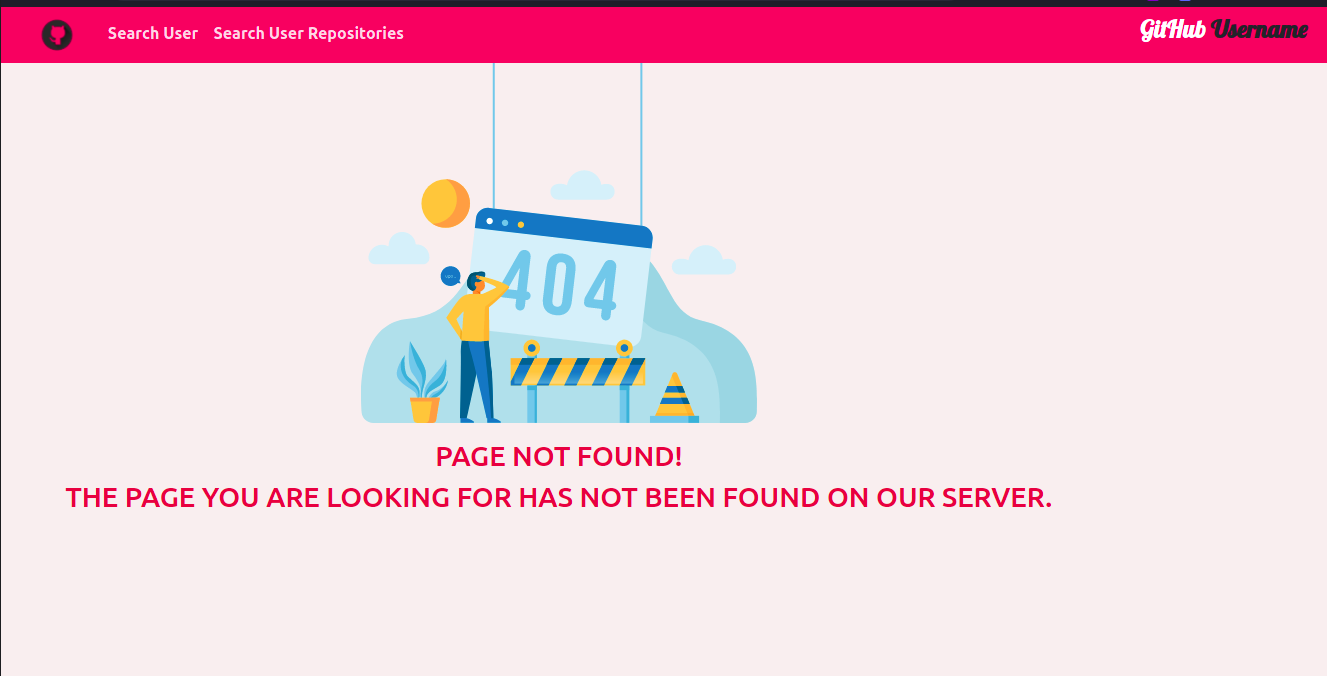 Search User Search User Repositories GitHub Username
404
PAGE NOT FOUND!
THE PAGE YOU ARE LOOKING FOR HAS NOT BEEN FOUND ON OUR SERVER.